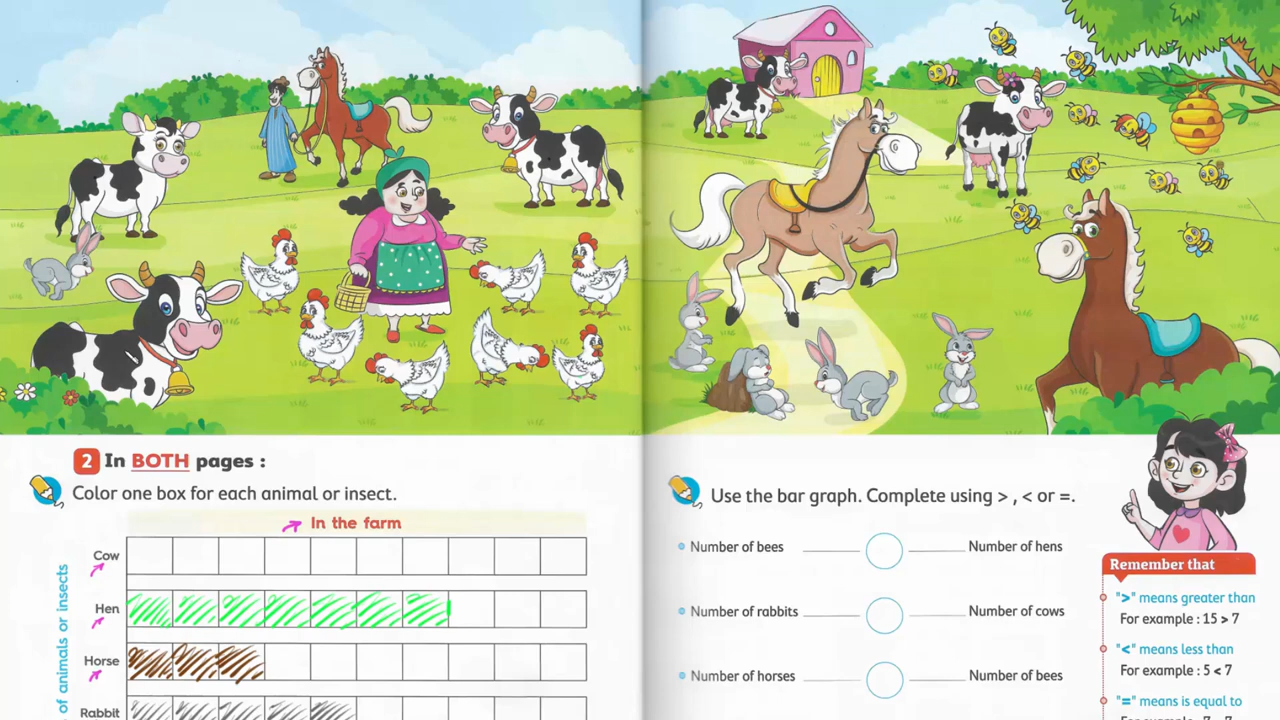 2 In BOTH pages :
Color one box for each animal or insect.
In the farm
of animals or insects
Cow
Hen
Horse
Rabbit
Use the bar graph. Complete using > , < or =.
Number of bees Number of hens
Number of rabbits Number of cows
Number of horses Number of bees
Remember that
">" means greater than
For example : 15 > 7
"<" means less than
For example : 5 < 7
"=" means is equal to